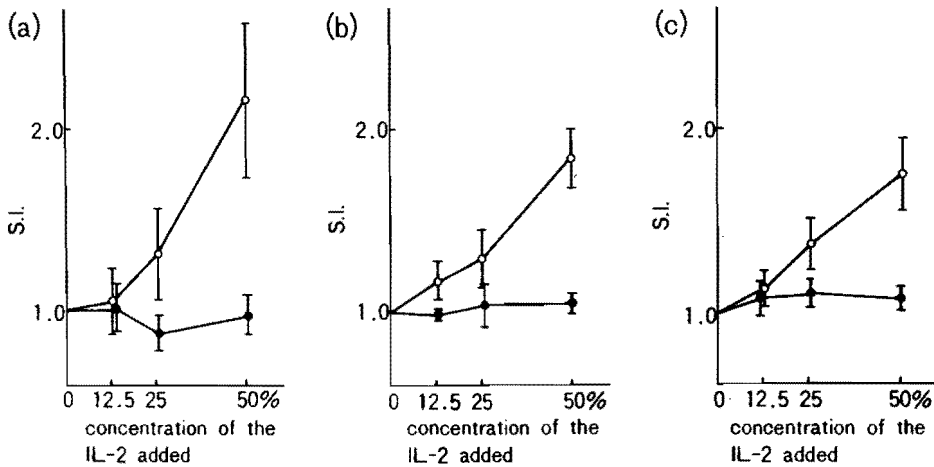 (a)
2.0
S.I.
1.0
0 12.5 25 50%
concentration of the
IL-2 added
(b)
2.0
S.I.
1.0
0 12.5 25 50%
concentration of the
IL-2 added
(c)
2.0
S.I.
1.0
0 12.5 25 50%
concentration of the
IL-2 added